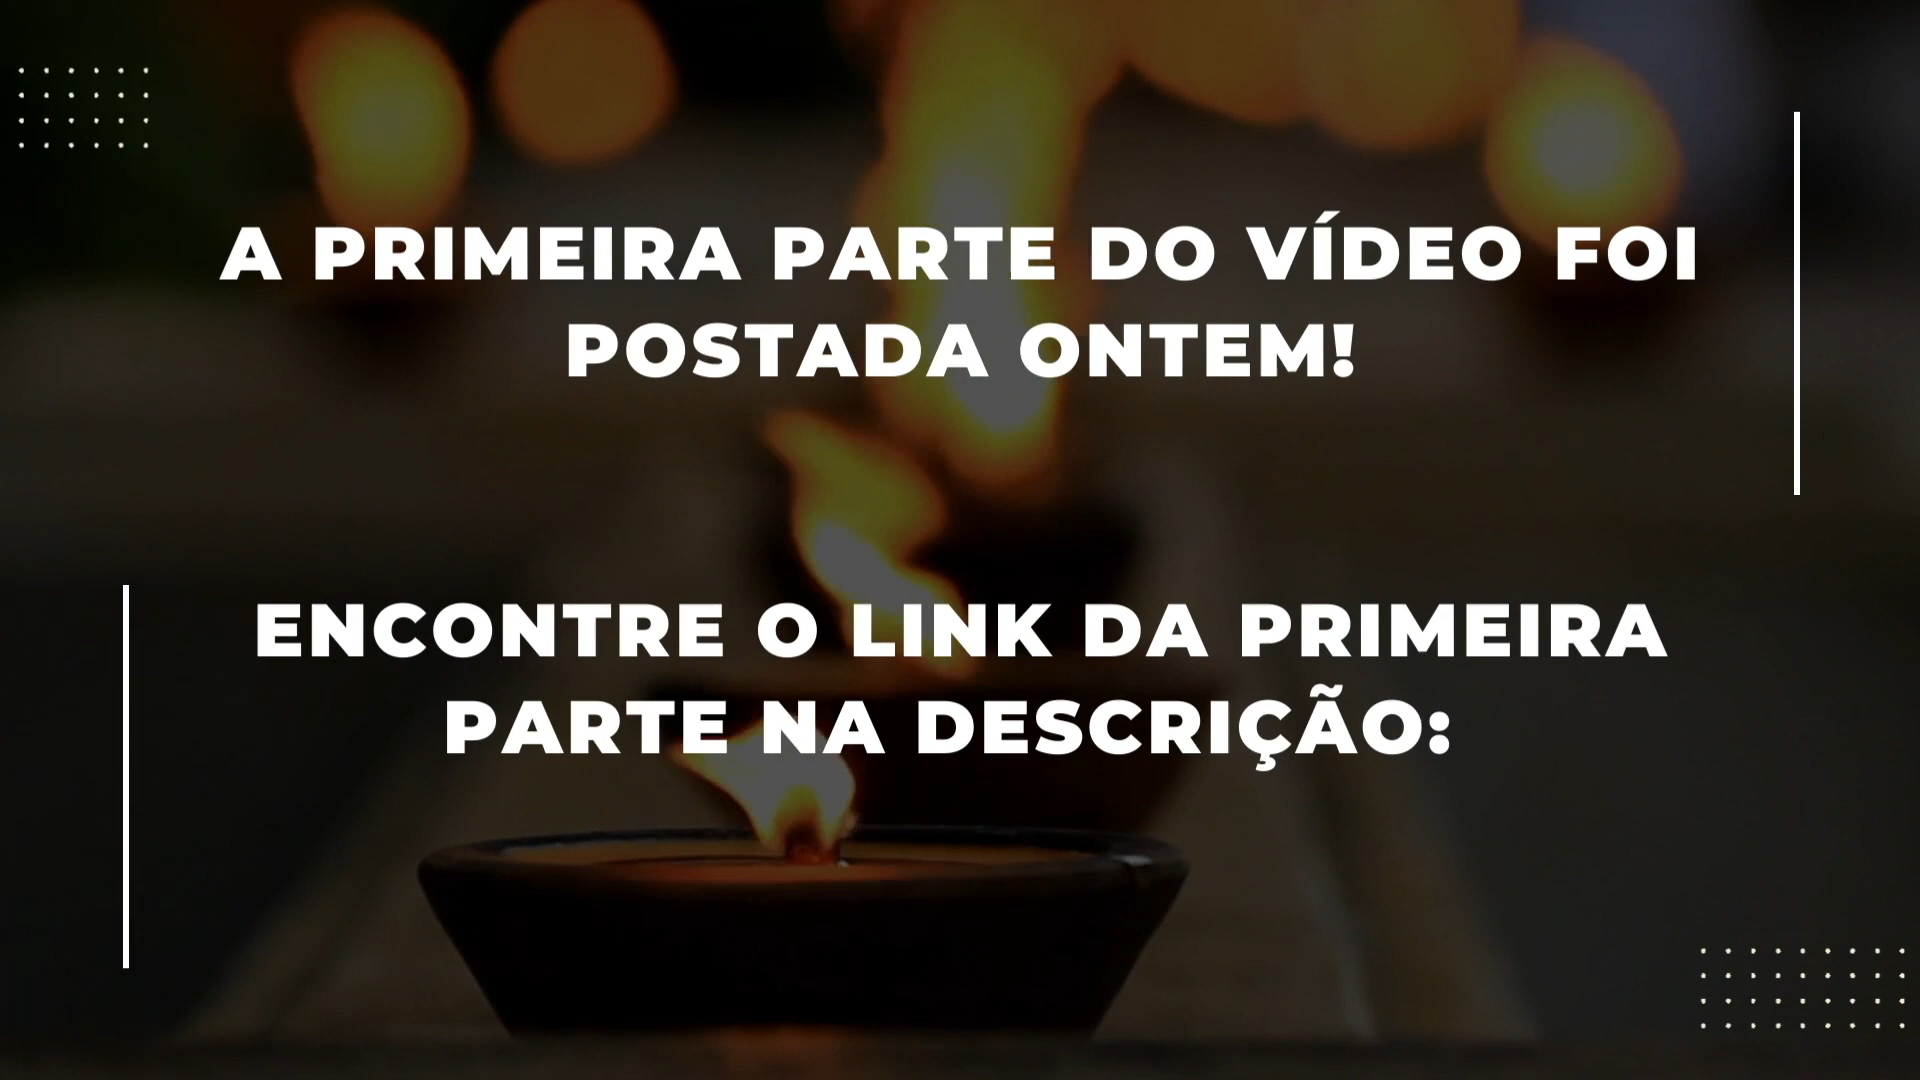 A PRIMEIRA PARTE DO VÍDEO FOI
POSTADA ONTEM!
ENCONTRE O LINK DA PRIMEIRA
PARTE NA DESCRIÇÃO: